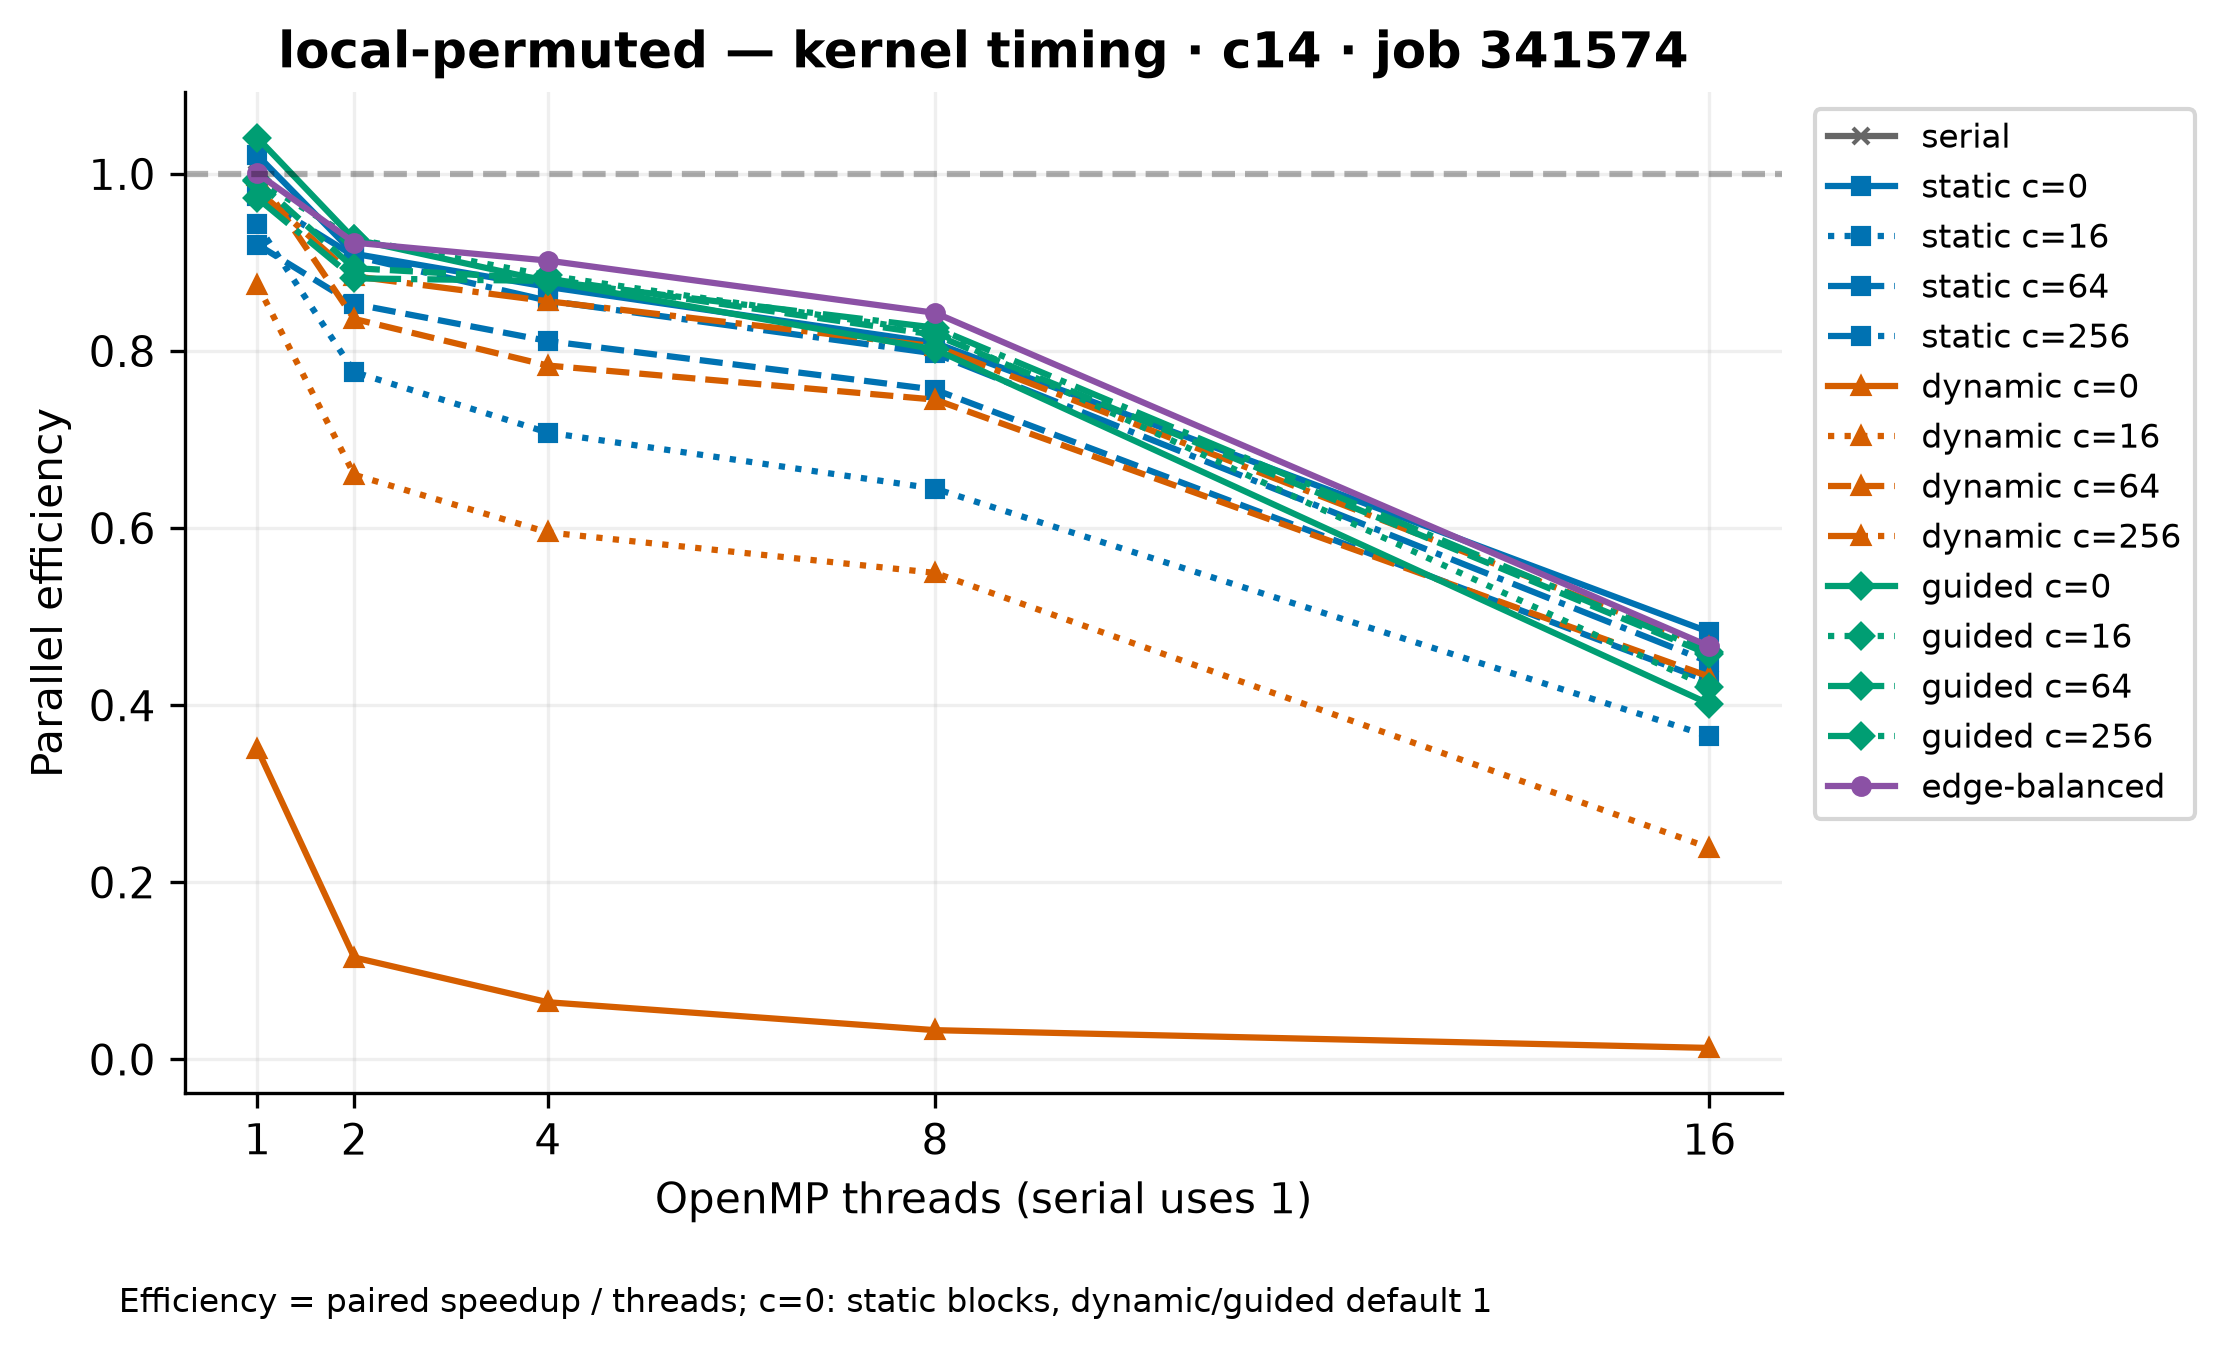 local-permuted — kernel timing · c14 · job 341574
Parallel efficiency
1.0
0.8
0.6
0.4
0.2
0.0
1 2 4 8 16
OpenMP threads (serial uses 1)
serial
static c=0
static c=16
static c=64
static c=256
dynamic c=0
dynamic c=16
dynamic c=64
dynamic c=256
guided c=0
guided c=16
guided c=64
guided c=256
edge-balanced
Efficiency = paired speedup / threads; c=0: static blocks, dynamic/guided default 1